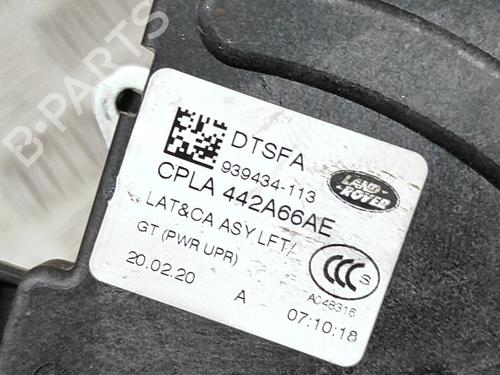 B-PARTS
DTSFA
939434-113
LAND ROVER
CPLA 442A66AE
LAT&CA ASY LFT/
GT (PWR UPR)
CCC S
20.02.20 A A048316
07:10:18